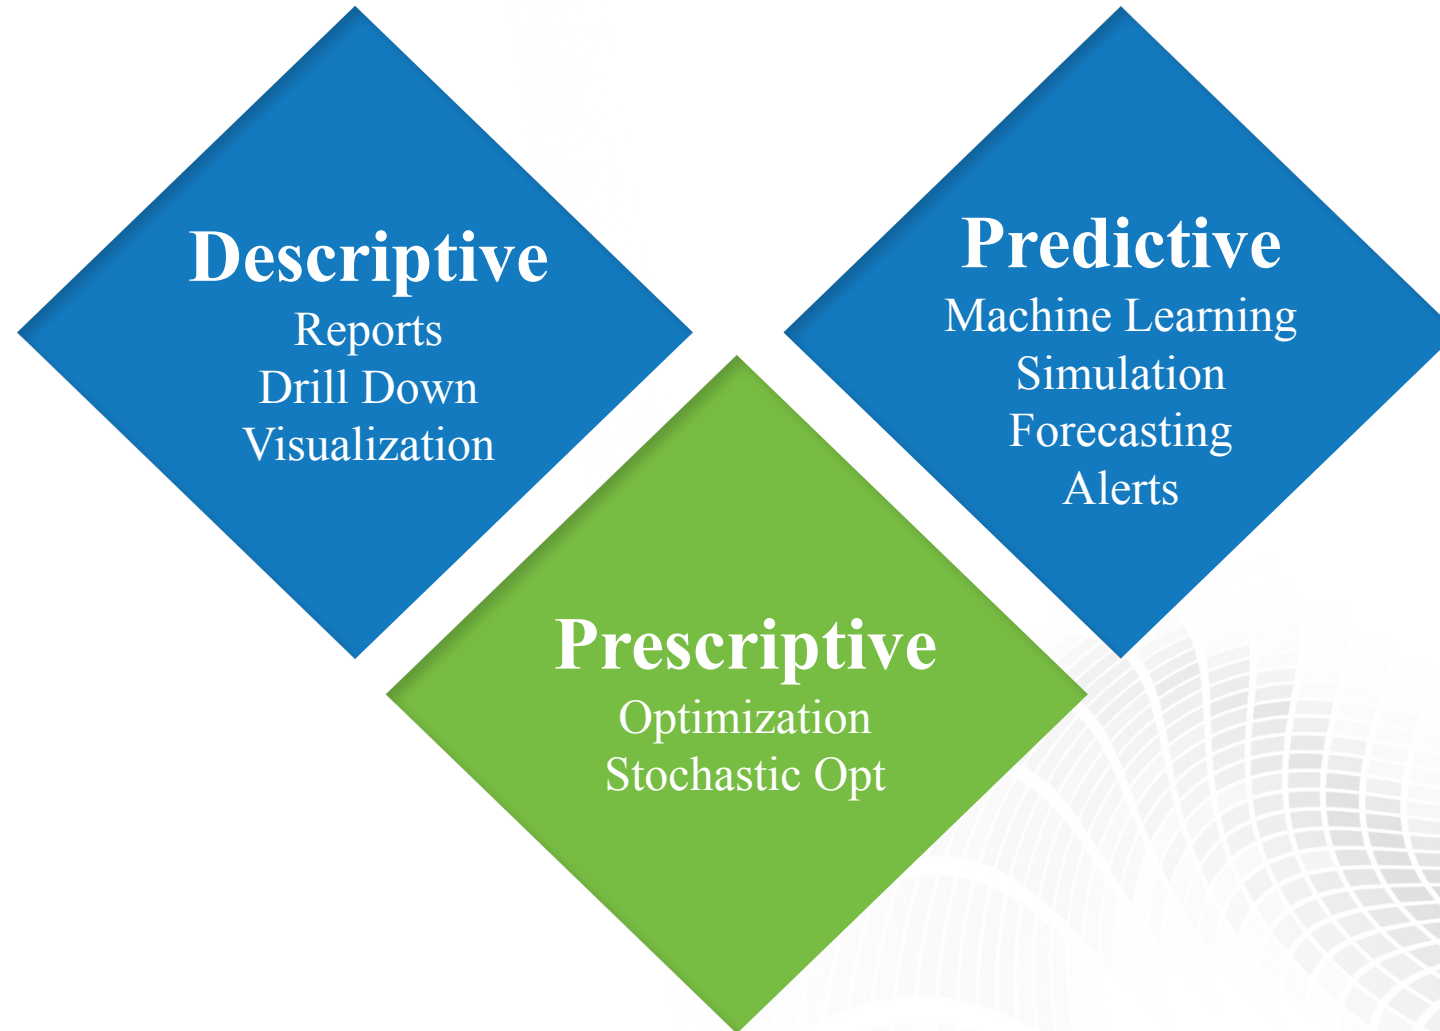 Descriptive
Reports
Drill Down
Visualization
Predictive
Machine Learning
Simulation
Forecasting
Alerts
Prescriptive
Optimization
Stochastic Opt